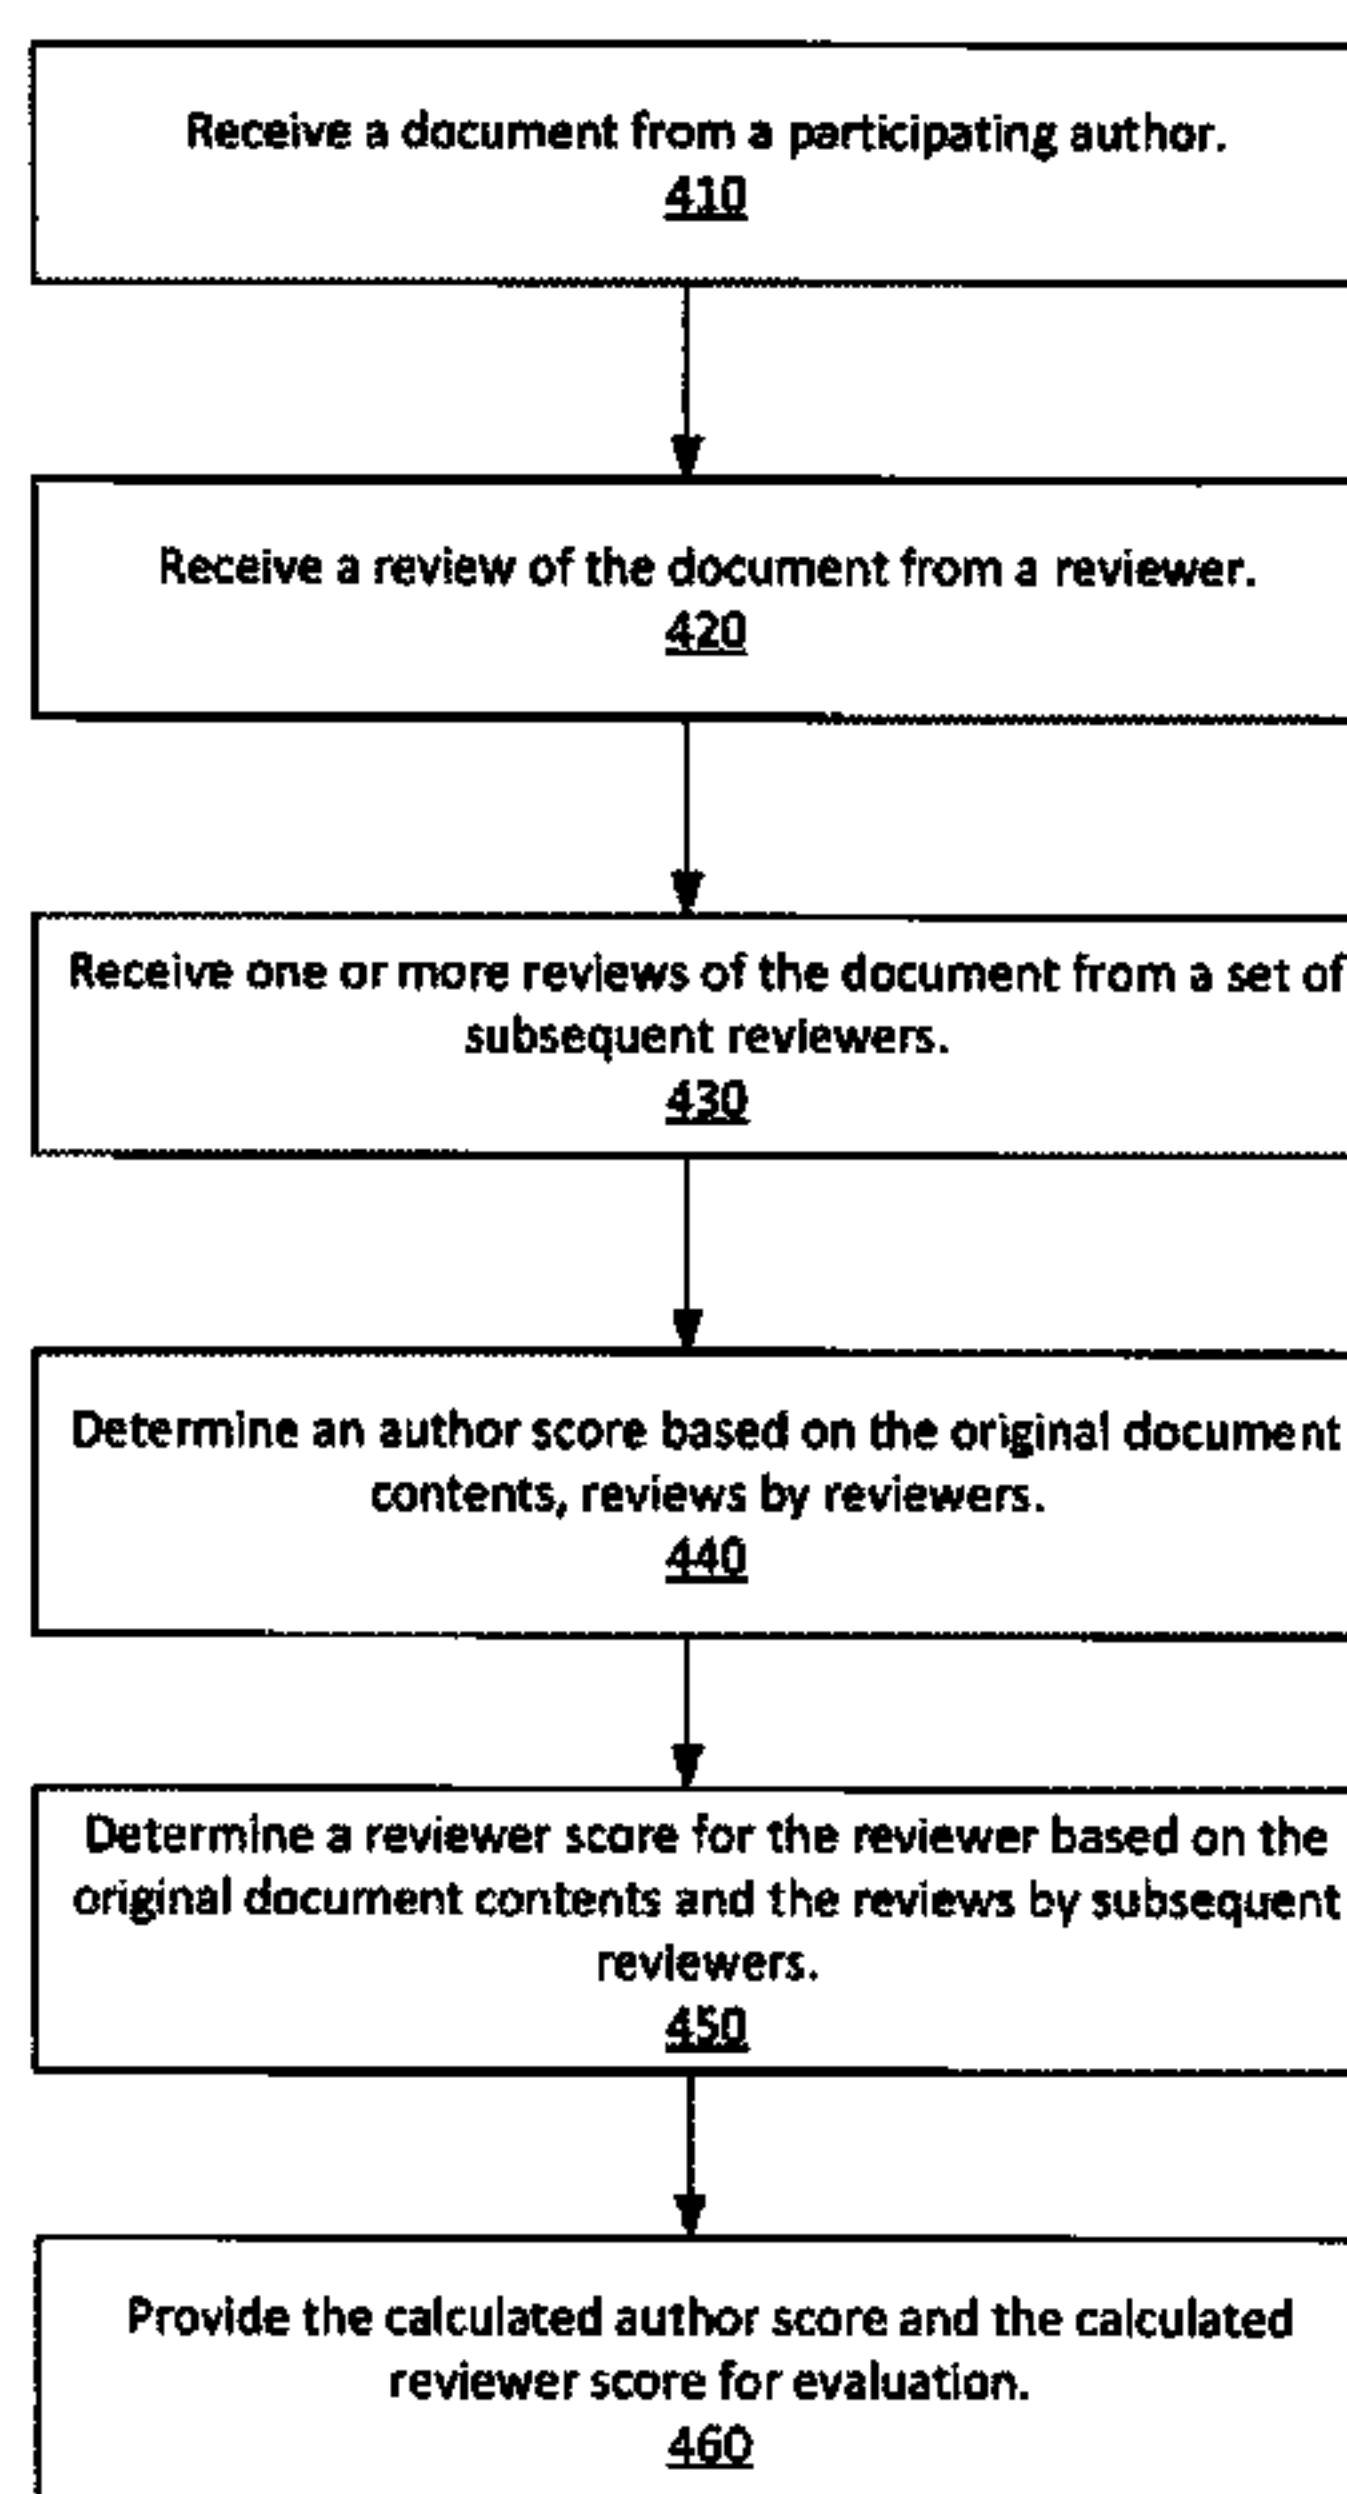 Receive a document from a participating author.
410
Receive a review of the document from a reviewer.
420
Receive one or more reviews of the document from a set of
subsequent reviewers.
430
Determine an author score based on the original document
contents, reviews by reviewers.
440
Determine a reviewer score for the reviewer based on the
original document contents and the reviews by subsequent
reviewers.
450
Provide the calculated author score and the calculated
reviewer score for evaluation.
460